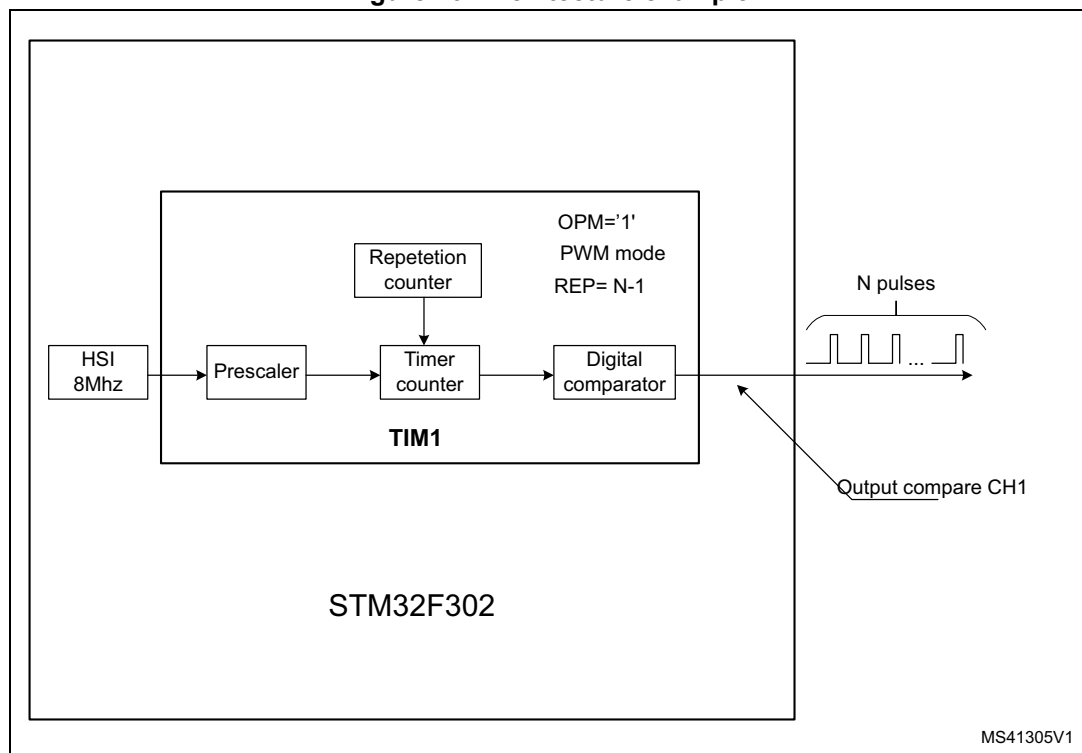 OPM='1'
PWM mode
REP= N-1
Repetetion
counter
N pulses
HSI
8Mhz
Prescaler
Timer
counter
Digital
comparator
...
TIM1
Output compare CH1
STM32F302
MS41305V1